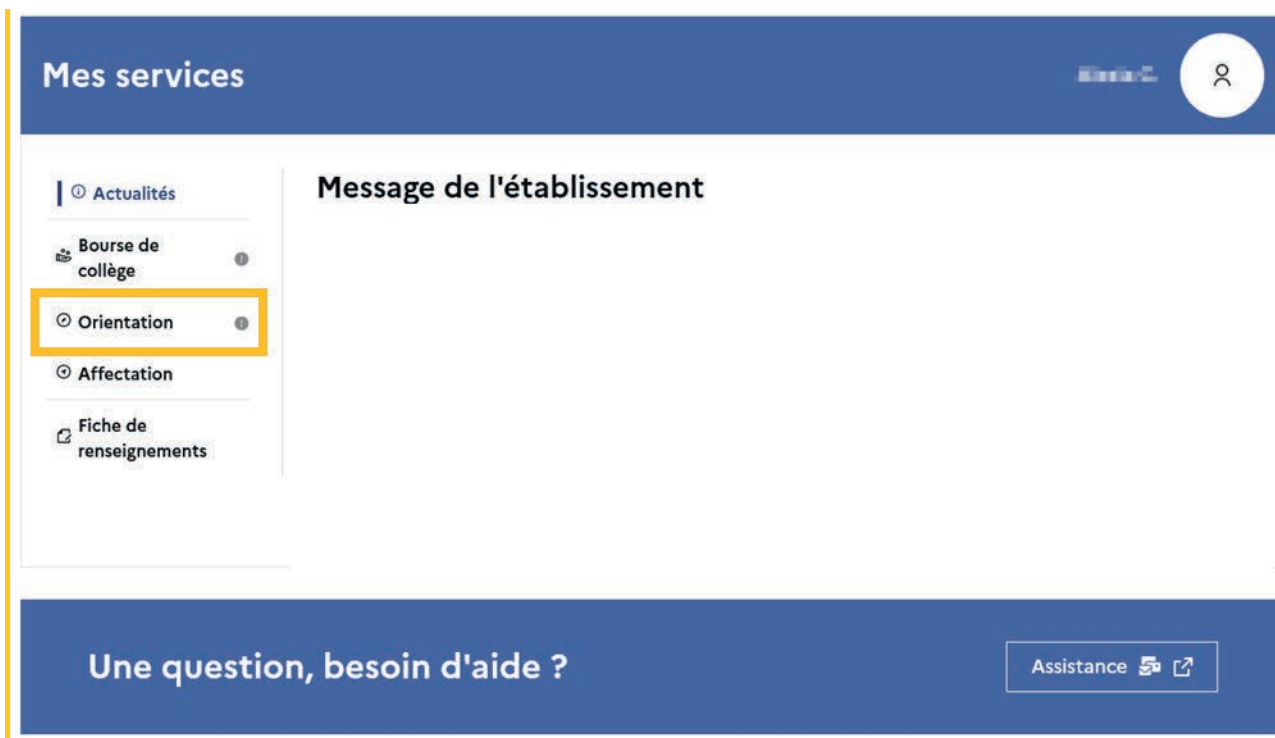 Mes services
Actualités
Message de l'établissement
Bourse de
collège
Orientation
Affectation
Fiche de
renseignements
Une question, besoin d'aide ?
Assistance